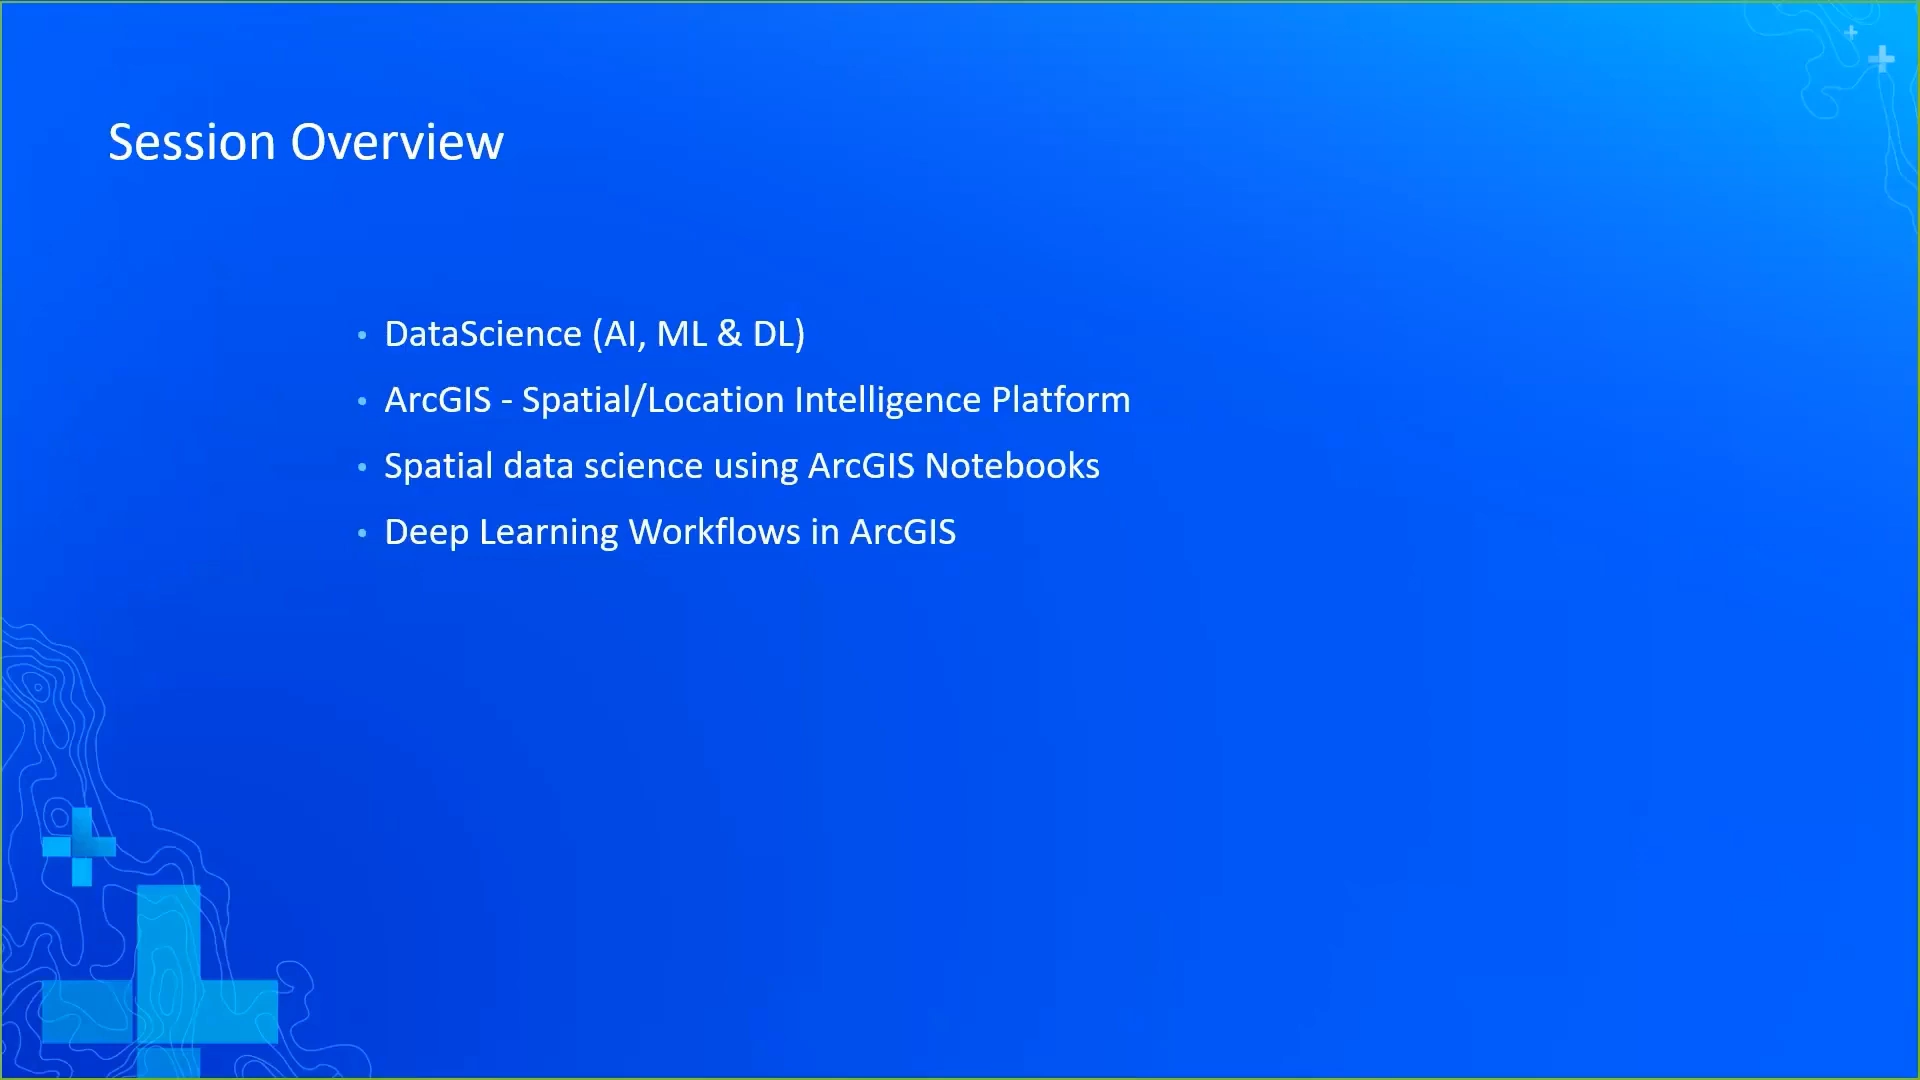 Session Overview
• DataScience (AI, ML & DL)
• ArcGIS - Spatial/Location Intelligence Platform
• Spatial data science using ArcGIS Notebooks
• Deep Learning Workflows in ArcGIS